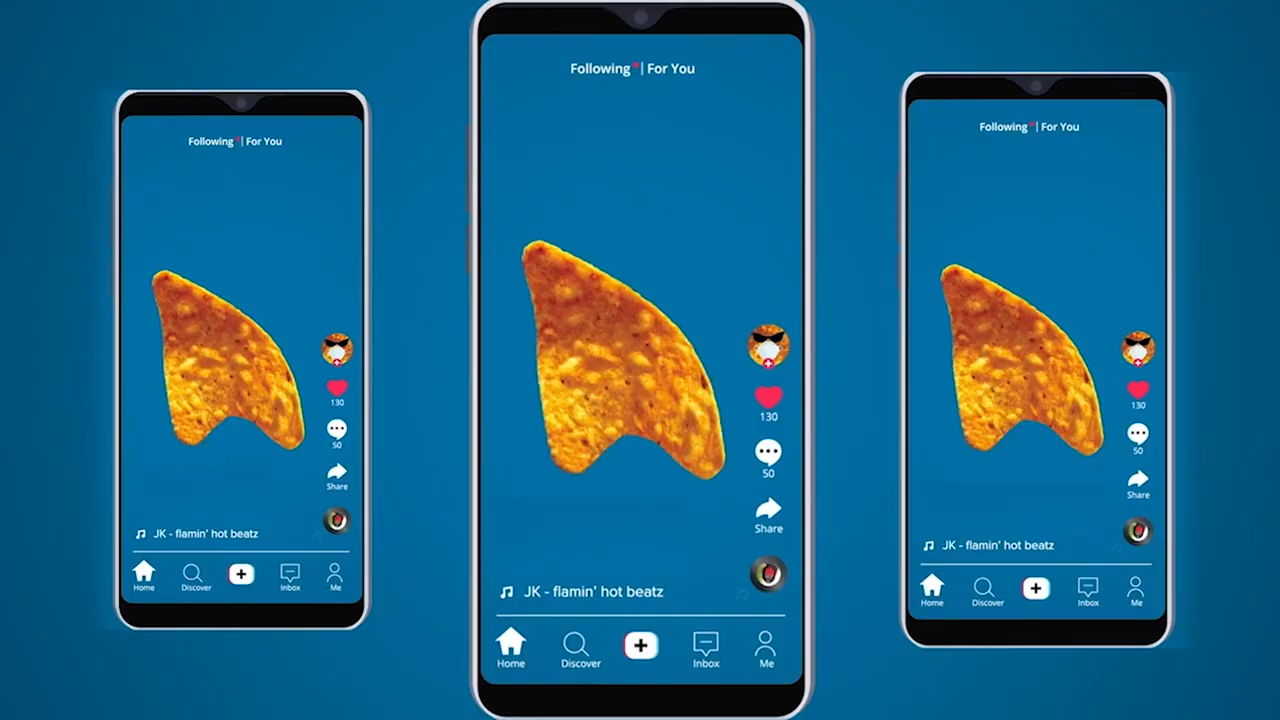 Following | For You
130
50
Share
JK - flamin' hot beatz
Home Discover + Inbox Me
Following | For You
130
50
Share
JK - flamin' hot beatz
Home Discover + Inbox Me
Following | For You
130
50
Share
JK - flamin' hot beatz
Home Discover + Inbox Me